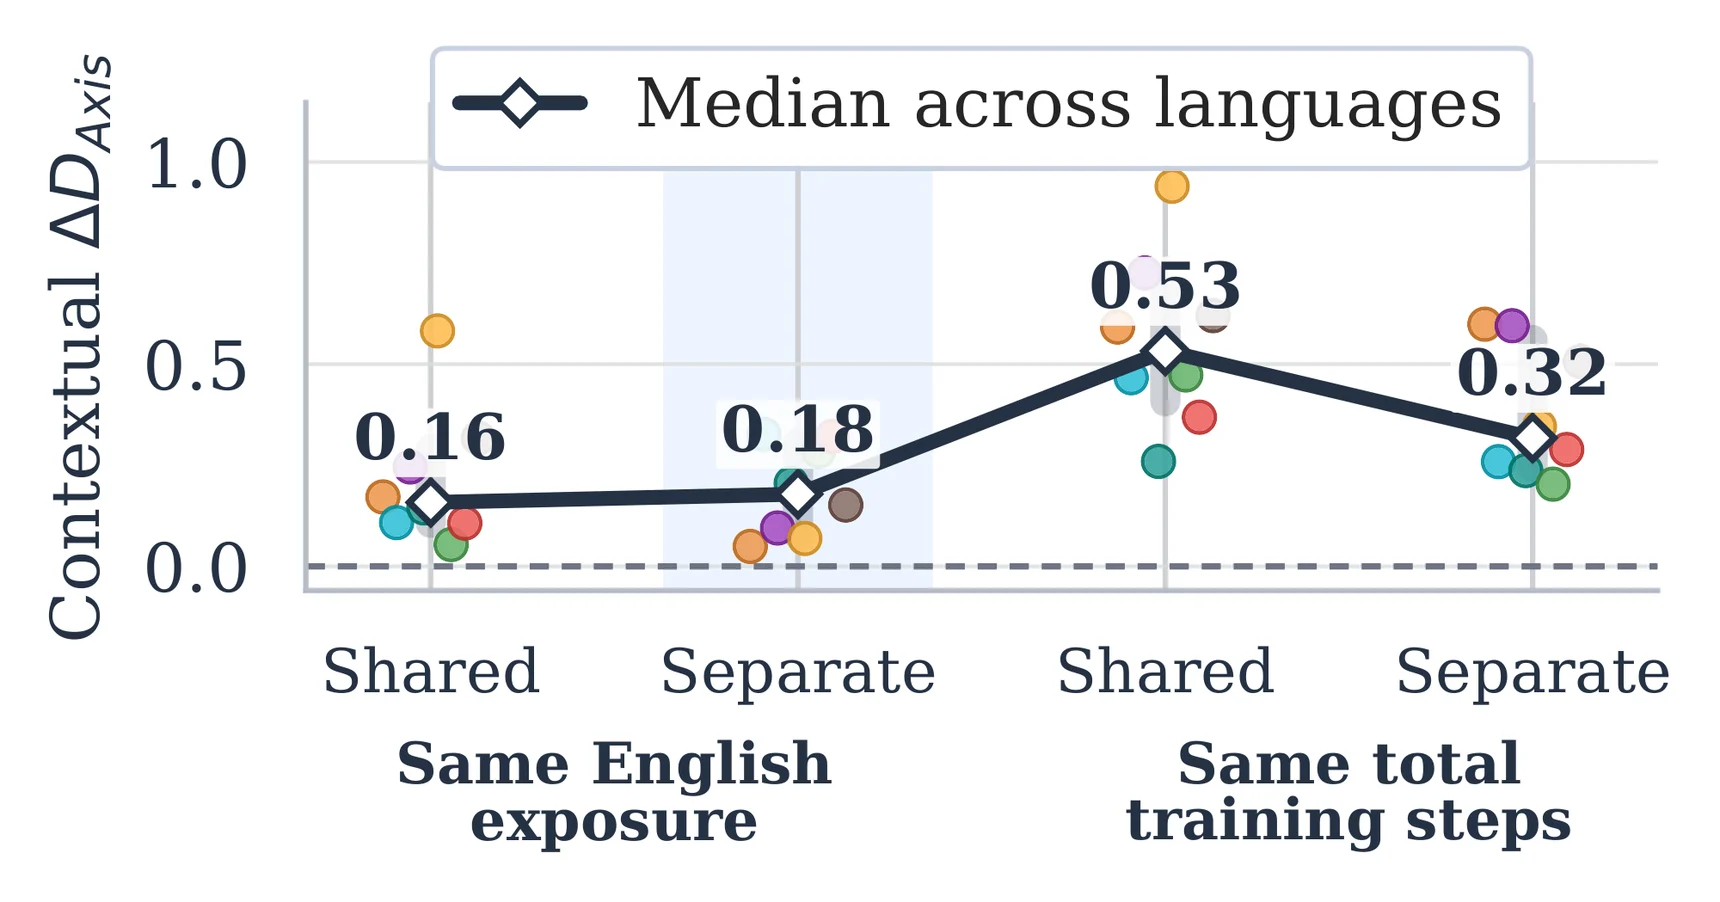 Median across languages
Contextual ΔD_Axis
1.0
0.5
0.0
0.16
0.18
0.53
0.32
Shared
Separate
Shared
Separate
Same English
exposure
Same total
training steps